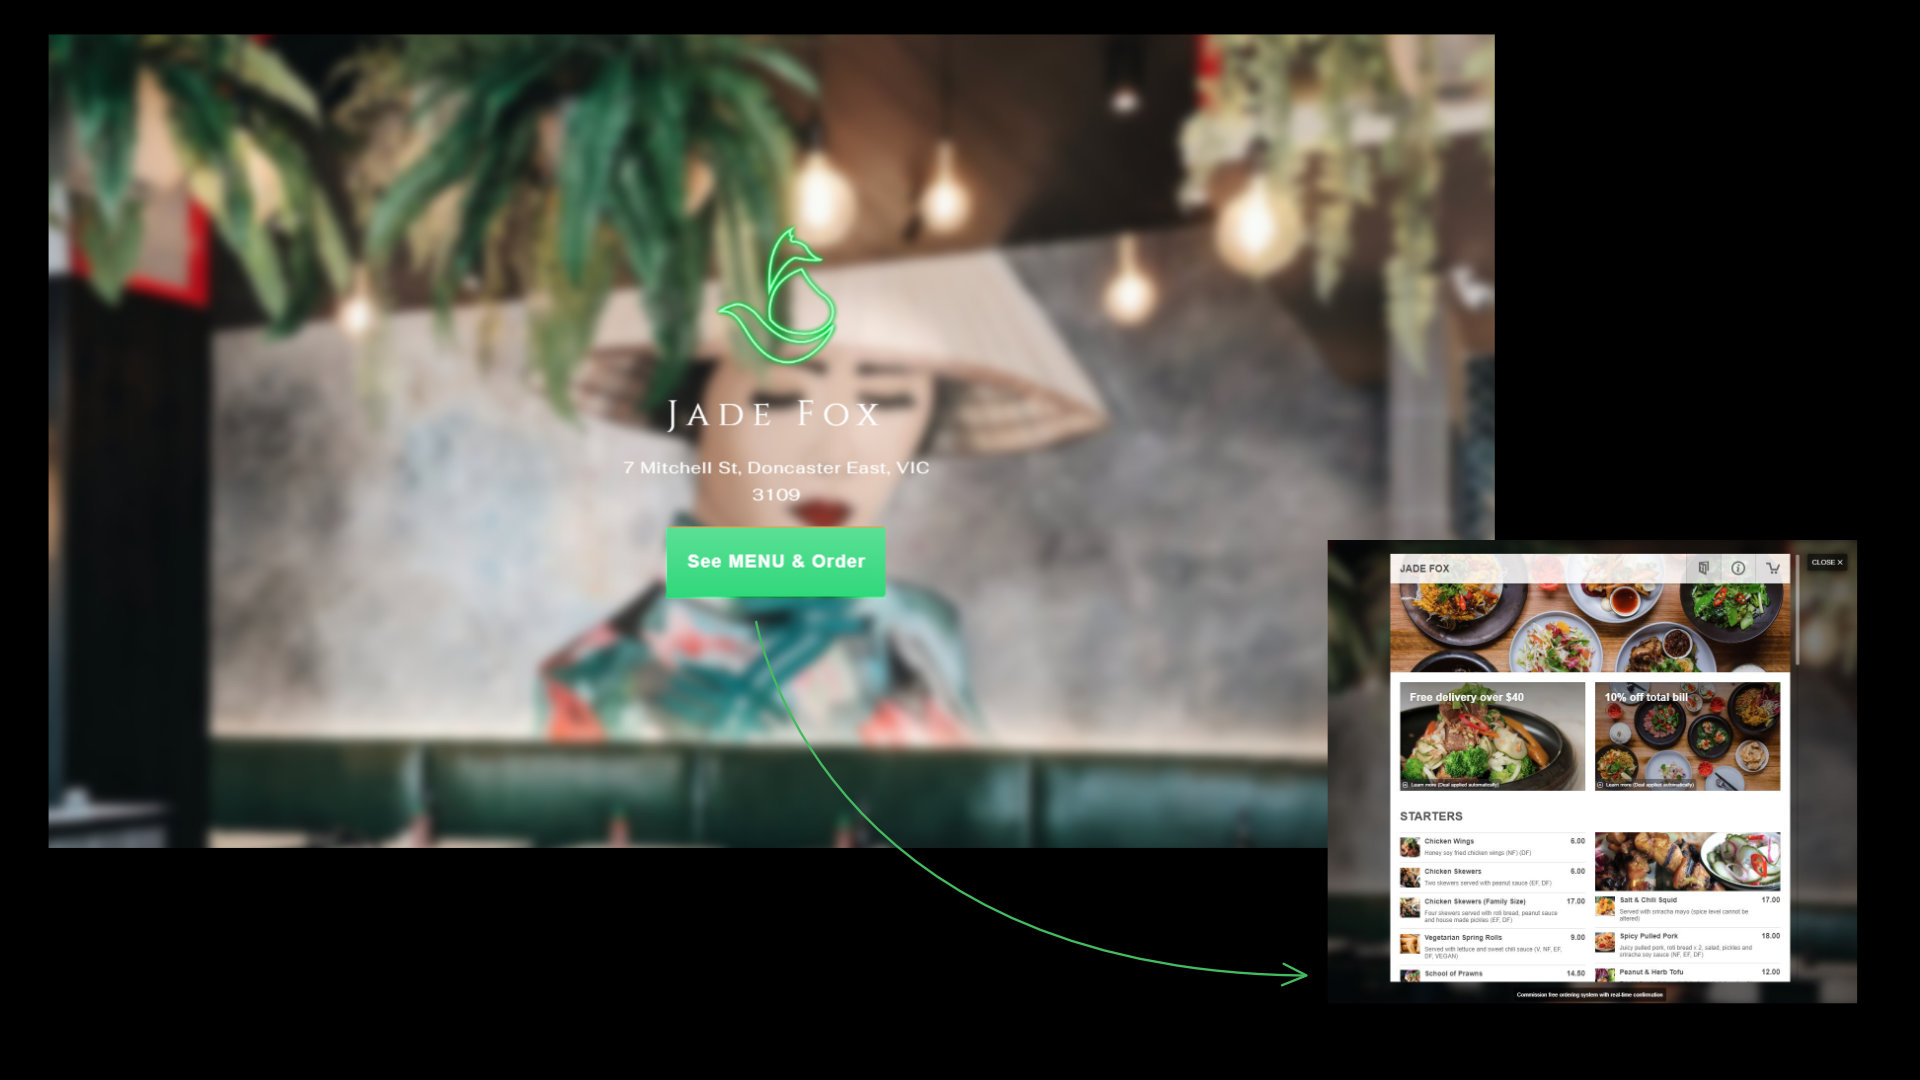 JADE FOX
7 Mitchell St, Doncaster East, VIC
3109
See MENU & Order
JADE FOX
CLOSE X
Free delivery over $40
Learn more (Deal applied automatically)
10% off total bill
Learn more (Deal applied automatically)
STARTERS
Chicken Wings 6.00
Honey soy fried chicken wings (NF) (DF)
Chicken Skewers 6.00
Two skewers served with peanut sauce (EF, DF)
Chicken Skewers (Family Size) 17.00
Four skewers served with roti bread, peanut sauce
and house made pickles (EF, DF)
Vegetarian Spring Rolls 9.00
Served with lettuce and sweet chili sauce (V, NF, EF,
DF, VEGAN)
School of Prawns 14.50
Salt & Chili Squid 17.00
Served with sriracha mayo (spice level cannot be
altered)
Spicy Pulled Pork 18.00
Juicy pulled pork, roti bread x 2, salad, pickles and
sriracha soy sauce (NF, EF, DF)
Peanut & Herb Tofu 12.00
Commission free ordering system with real-time confirmation